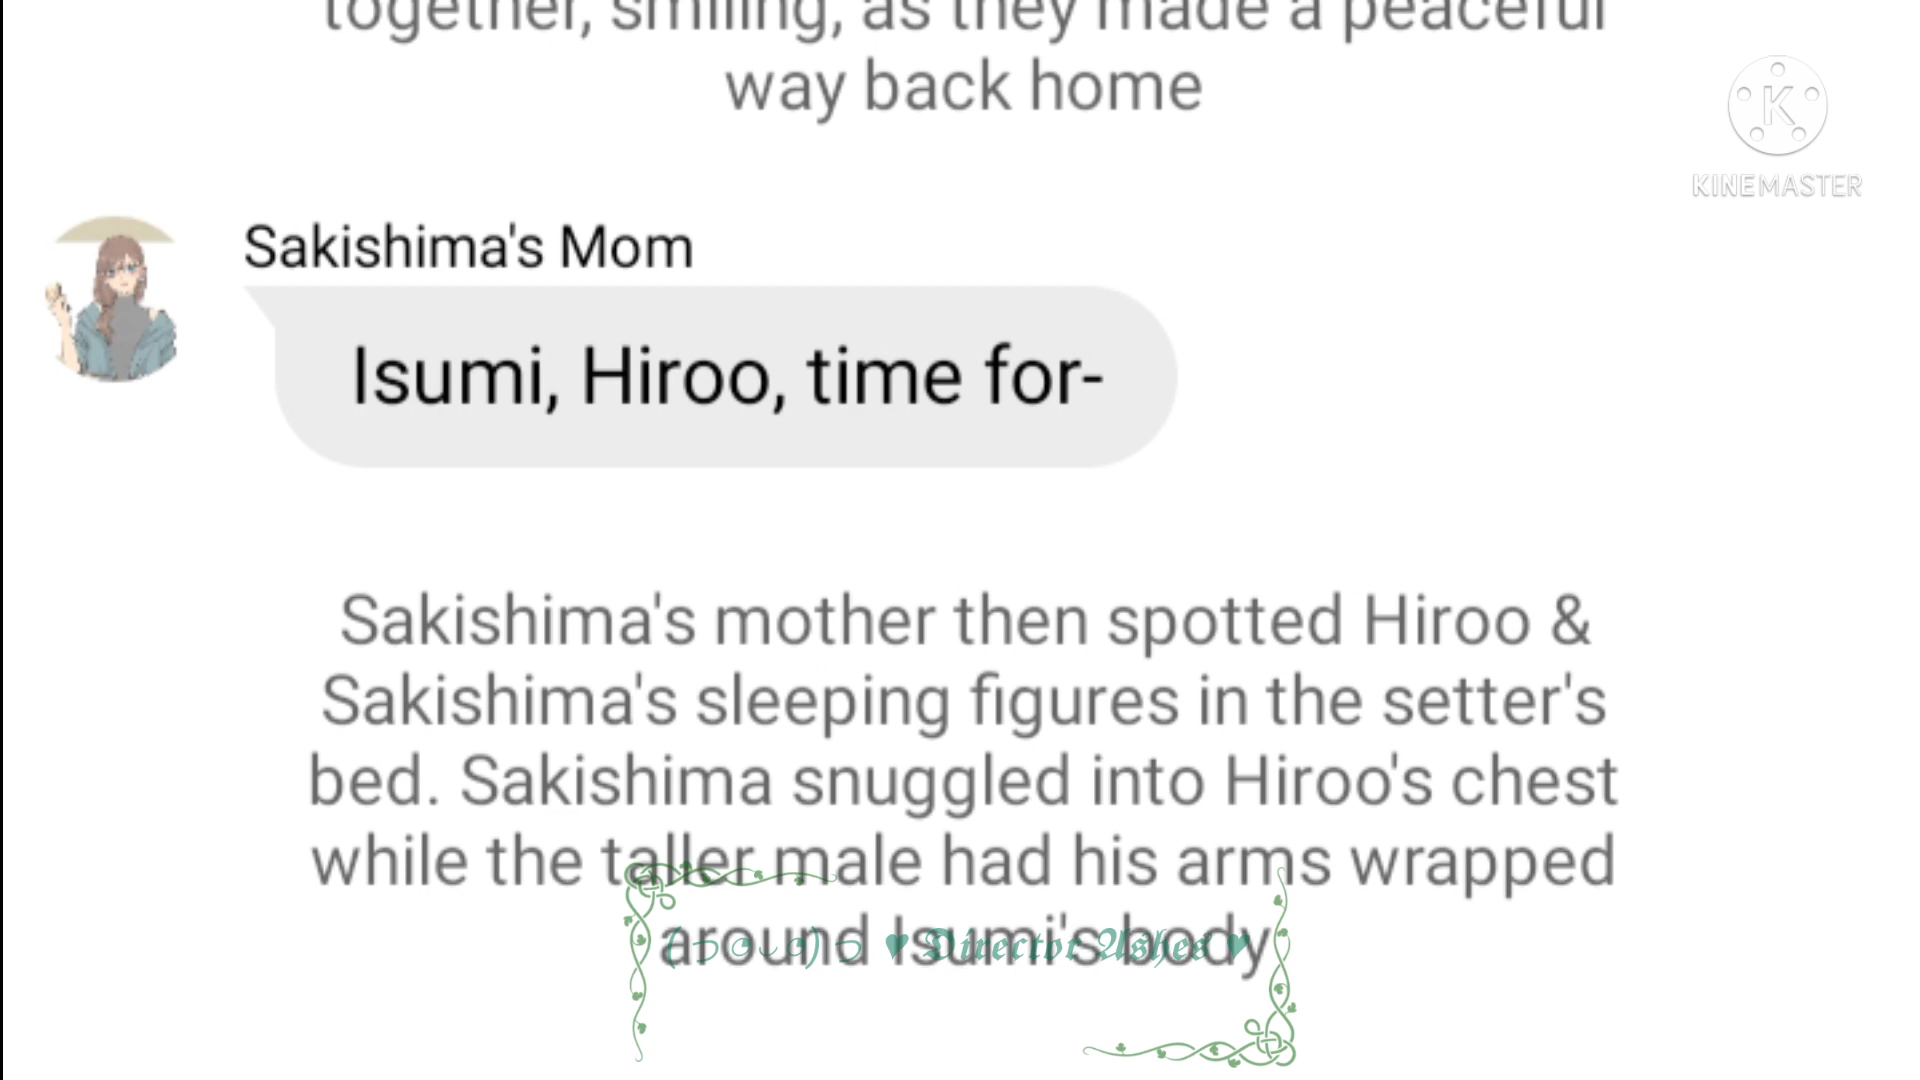 together, smiling, as they made a peaceful
way back home
K
KINEMASTER
Sakishima's Mom
Isumi, Hiroo, time for-
Sakishima's mother then spotted Hiroo &
Sakishima's sleeping figures in the setter's
bed. Sakishima snuggled into Hiroo's chest
while the taller male had his arms wrapped
around Isumi's body
♥ Director Ashes ♥